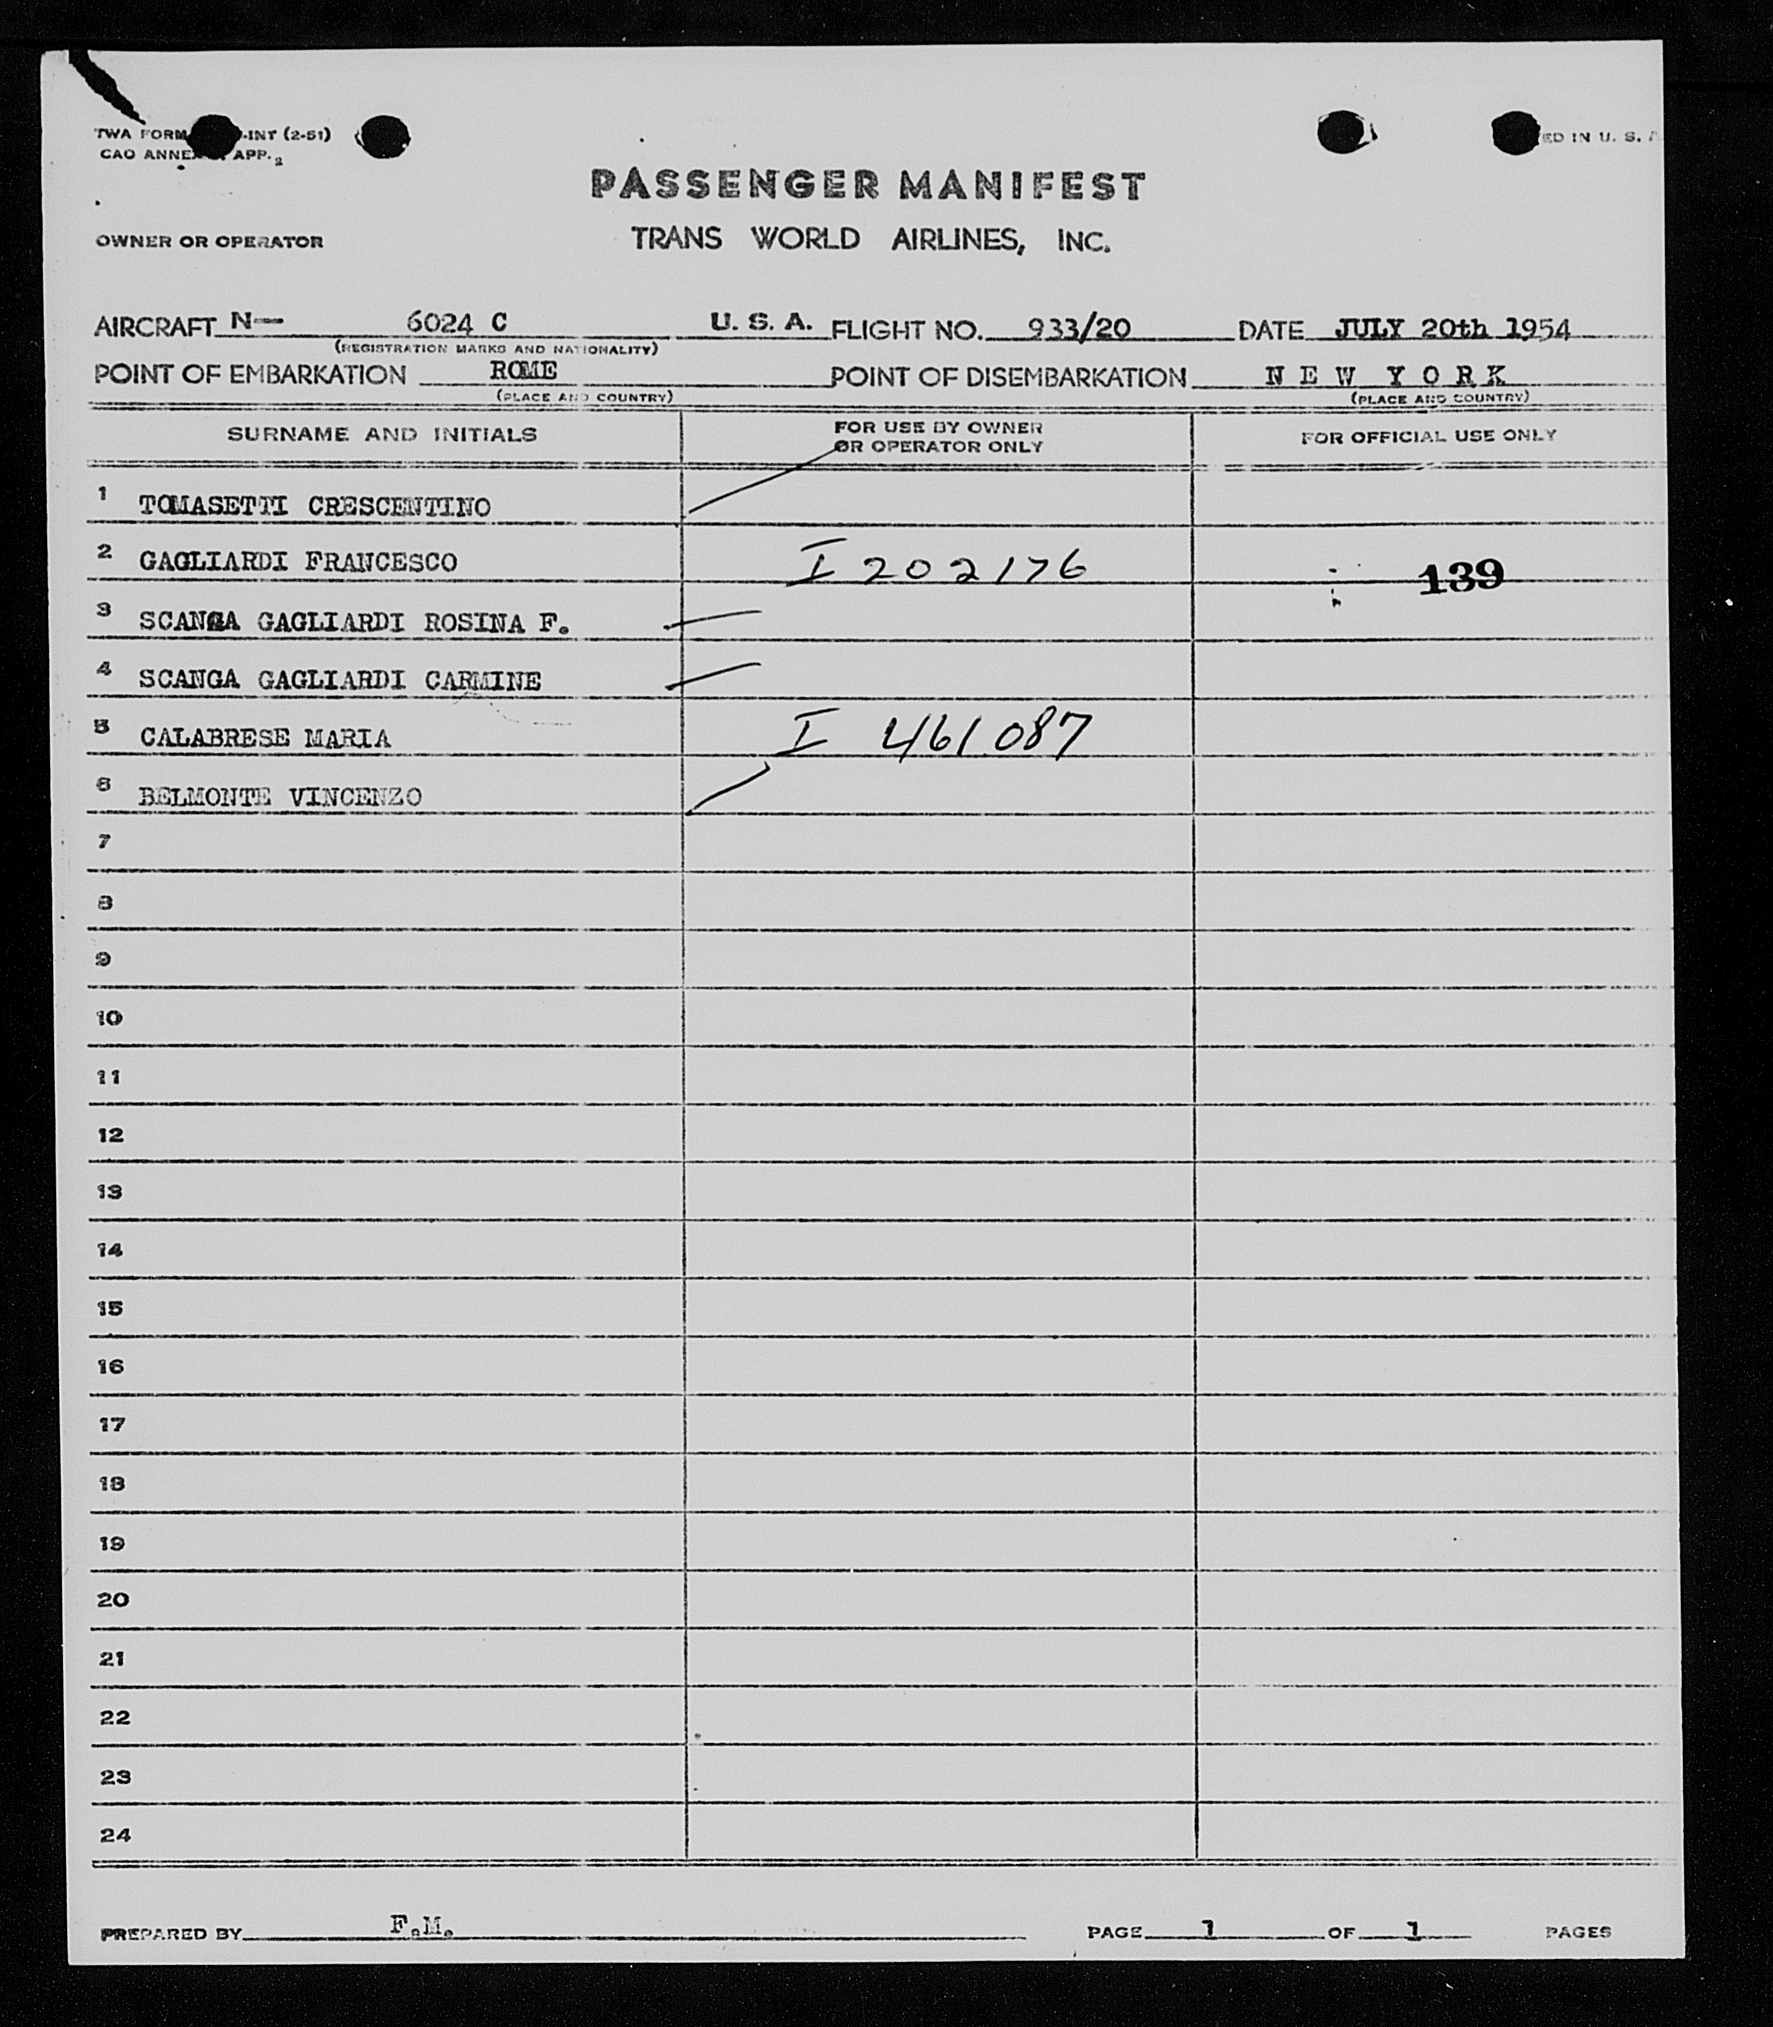 TWA FORM -INT (2-51)
CAO ANNEX APP. 2
ED IN U. S. A
PASSENGER MANIFEST
OWNER OR OPERATOR
TRANS WORLD AIRLINES, INC.
AIRCRAFT N— 6024 C U. S. A. FLIGHT NO. 933/20 DATE JULY 20th 1954
(REGISTRATION MARKS AND NATIONALITY)
POINT OF EMBARKATION ROME POINT OF DISEMBARKATION N E W Y O R K
(PLACE AND COUNTRY) (PLACE AND COUNTRY)
SURNAME AND INITIALS FOR USE BY OWNER OR OPERATOR ONLY FOR OFFICIAL USE ONLY
1 TOMASETTI CRESCENTINO
2 GAGLIARDI FRANCESCO I 202176 139
3 SCANGA GAGLIARDI ROSINA F.
4 SCANGA GAGLIARDI CARMINE
5 CALABRESE MARIA I 461087
6 BELMONTE VINCENZO
7
8
9
10
11
12
13
14
15
16
17
18
19
20
21
22
23
24
PREPARED BY F.M. PAGE 1 OF 1 PAGES